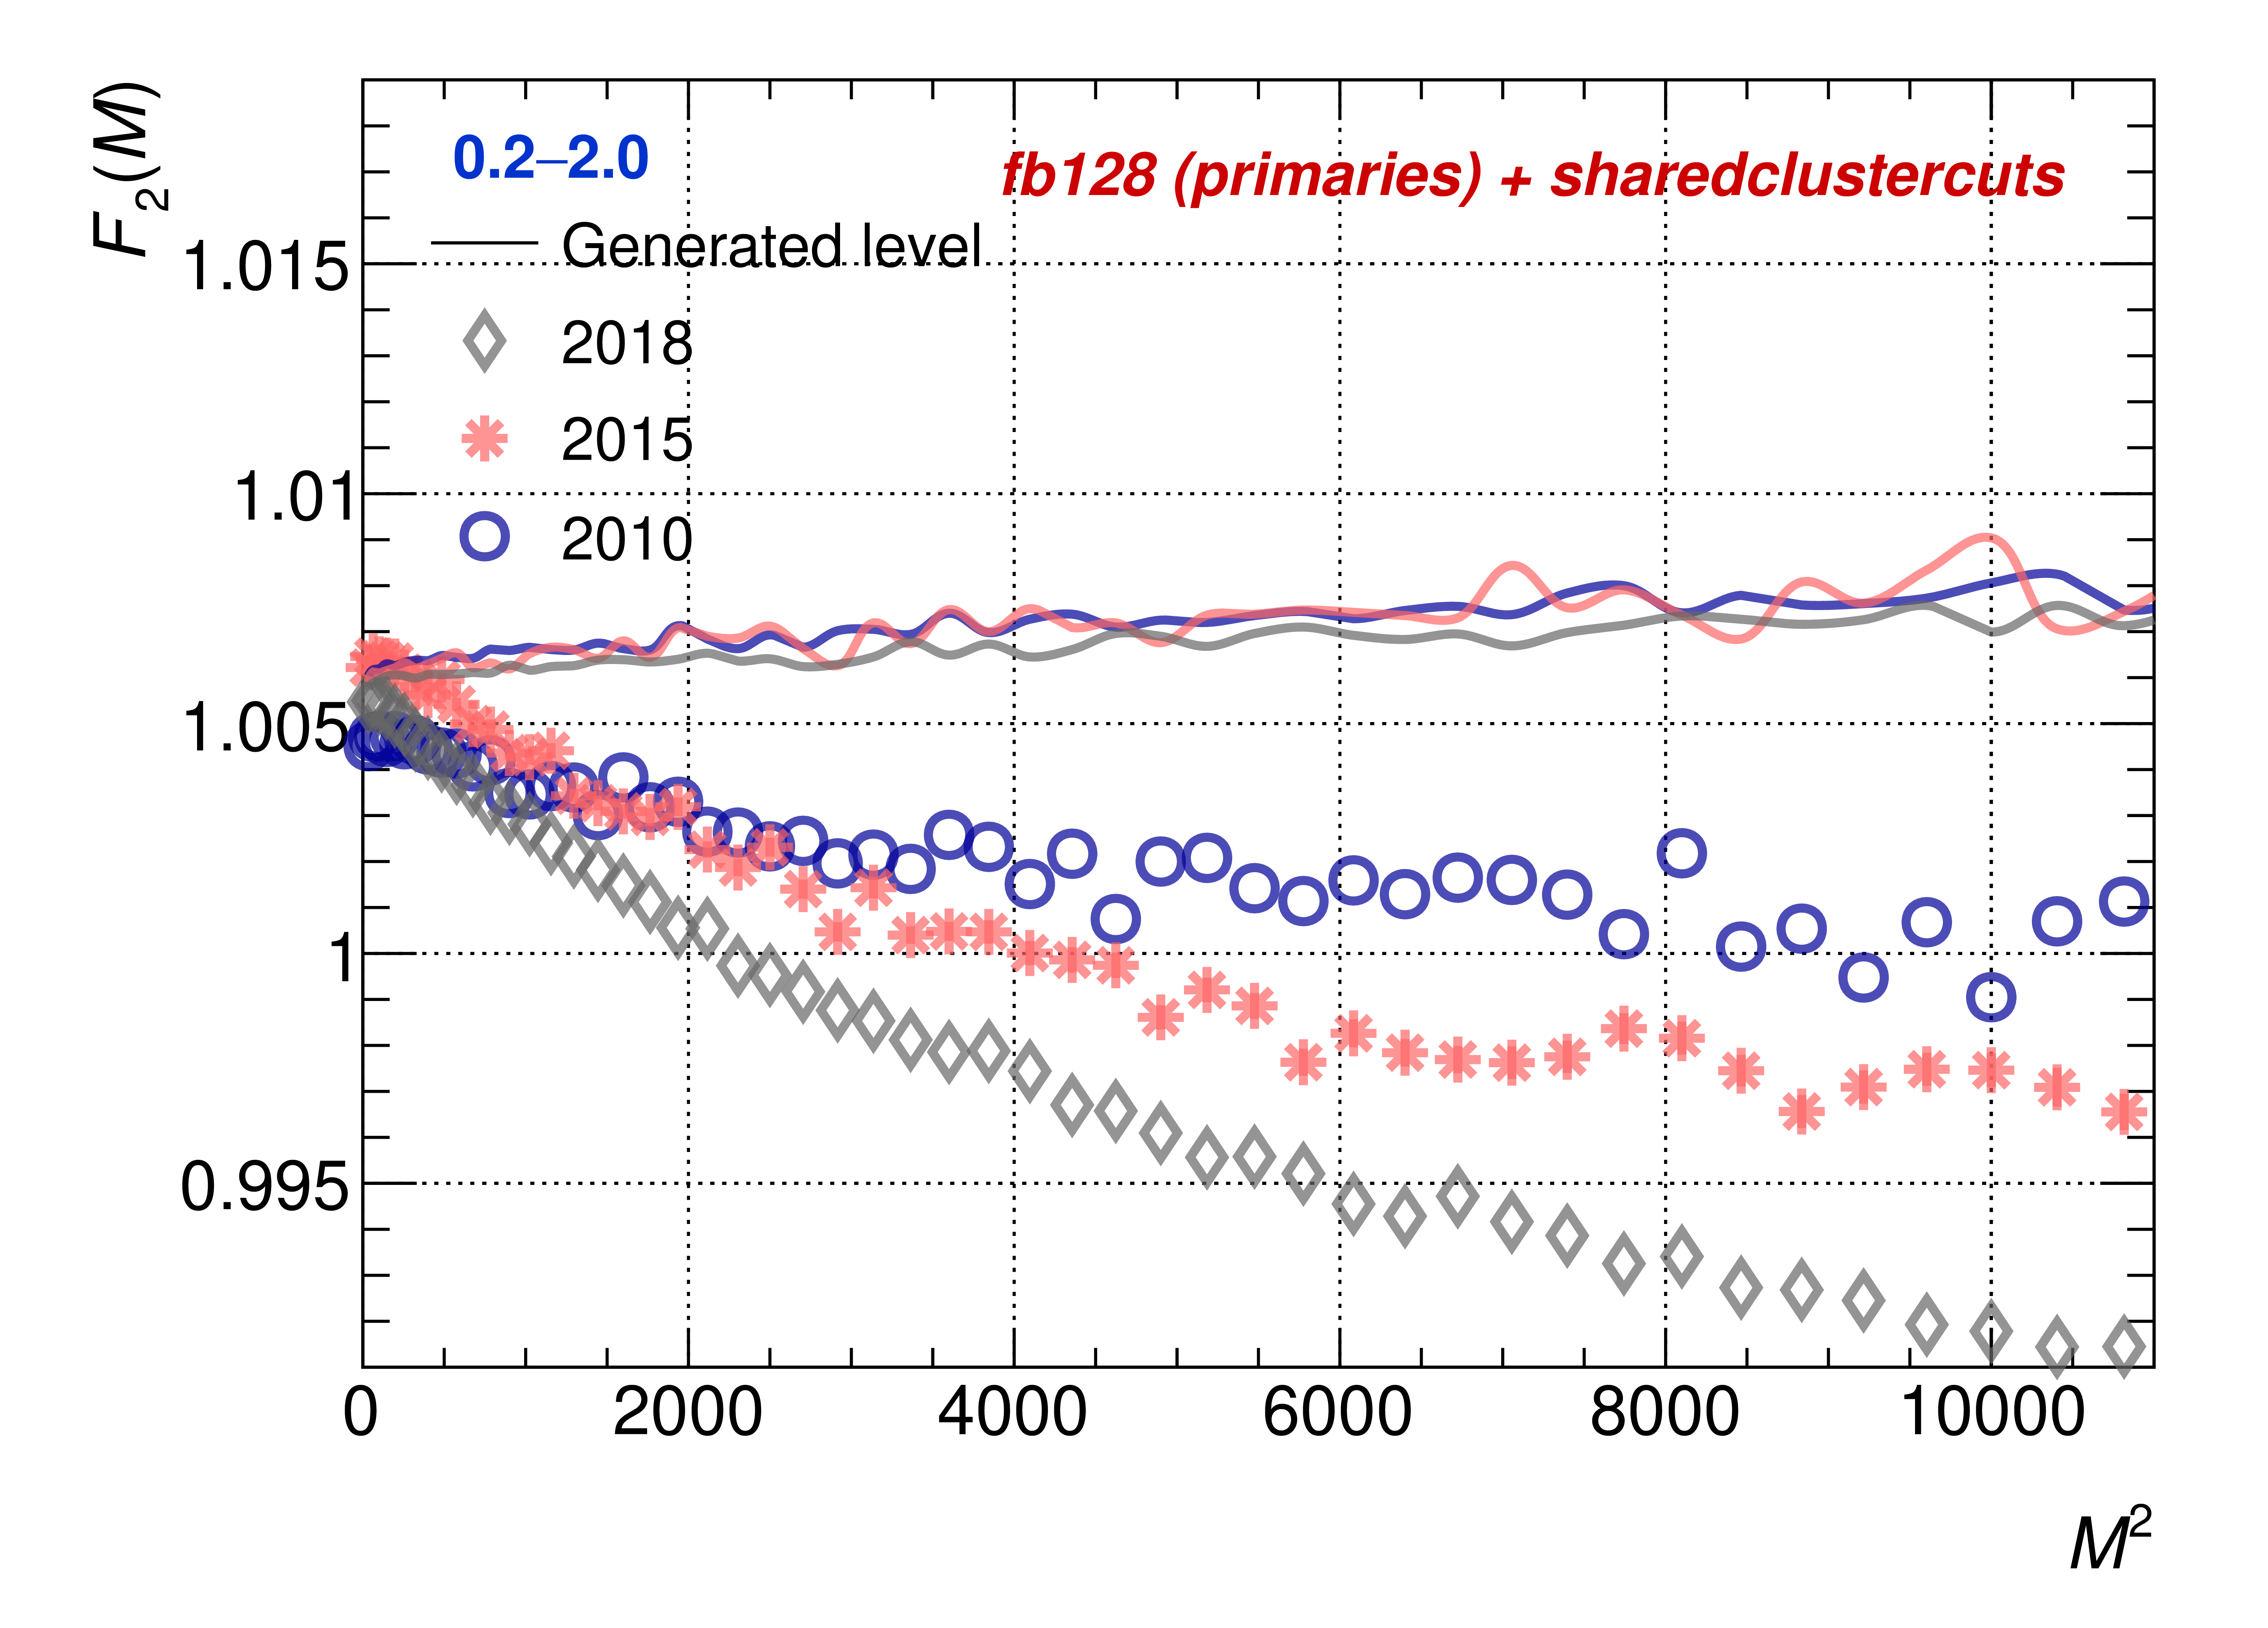 F₂(M)
0.2–2.0
fb128 (primaries) + sharedclustercuts
Generated level
2018
2015
2010
1.015
1.01
1.005
1
0.995
0 2000 4000 6000 8000 10000
M²